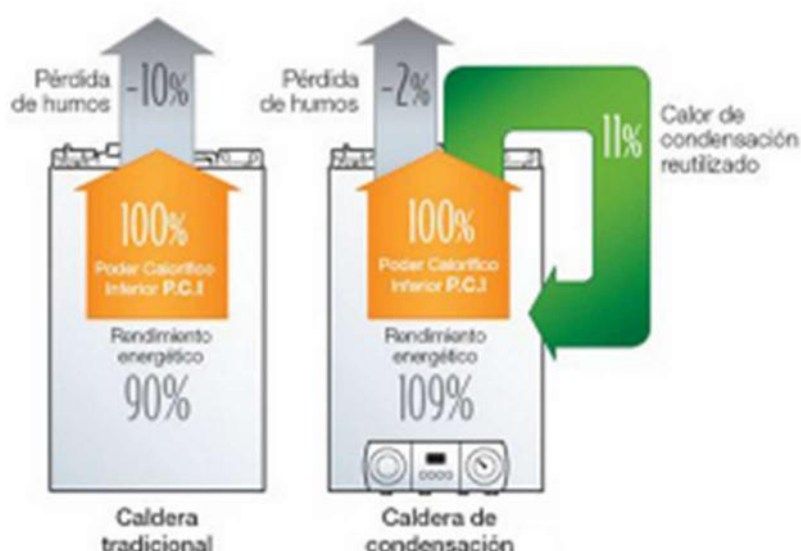 Pérdida
de humos
-10%
100%
Poder Calorífico
Inferior P.C.I
Rendimiento
energético
90%
Caldera
tradicional
Pérdida
de humos
-2%
11%
Calor de
condensación
reutilizado
100%
Poder Calorífico
Inferior P.C.I
Rendimiento
energético
109%
Caldera de
condensación